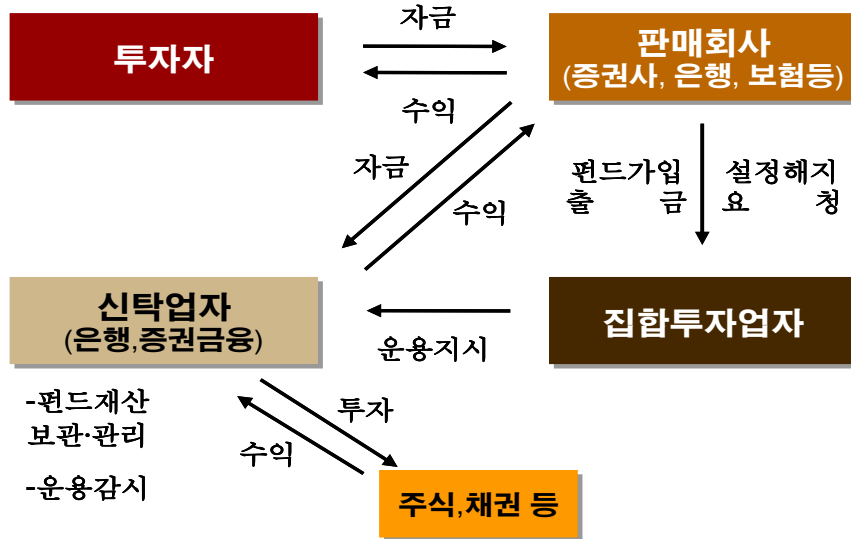 자금
투자자
판매회사
(증권사, 은행, 보험등)
수익
자금
수익
펀드가입
출 금
설정해지
요 청
신탁업자
(은행,증권금융)
운용지시
집합투자업자
-펀드재산
보관·관리
-운용감시
투자
수익
주식,채권 등